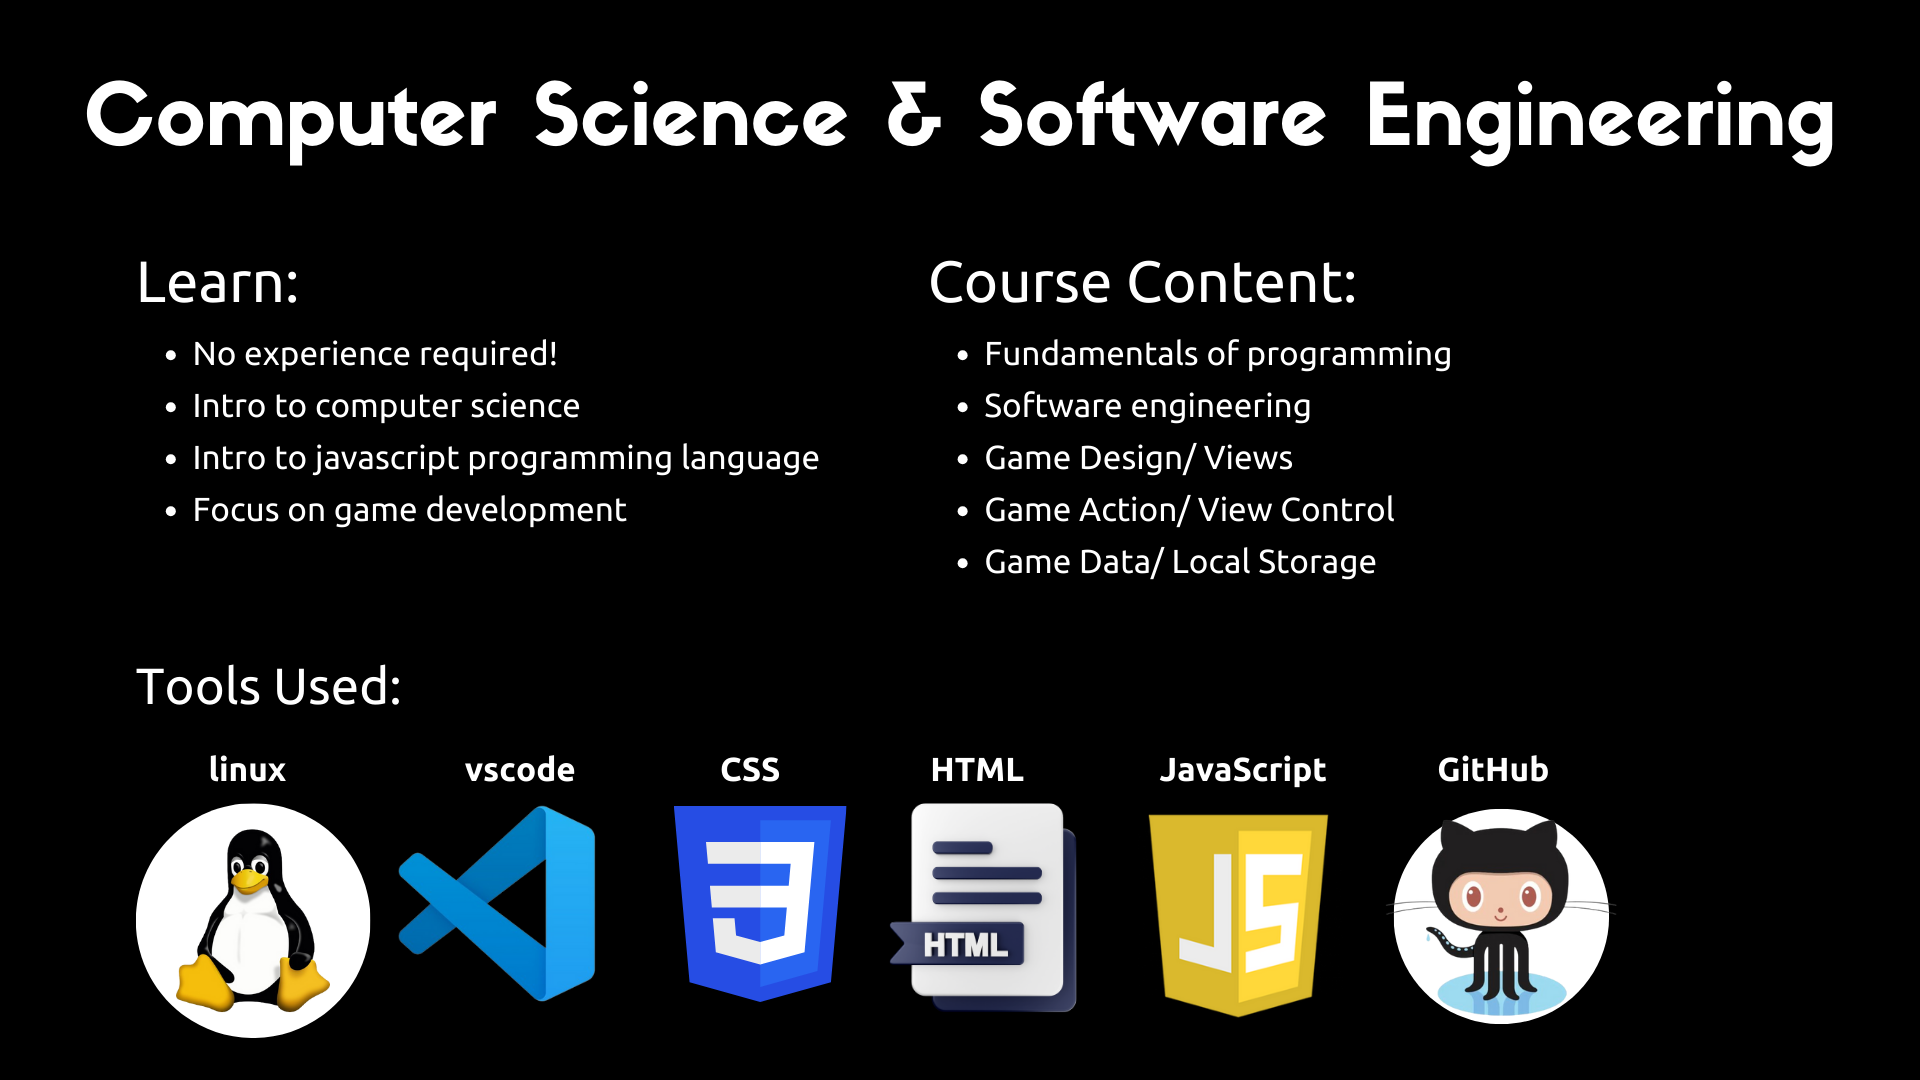 Computer Science & Software Engineering
Learn:
• No experience required!
• Intro to computer science
• Intro to javascript programming language
• Focus on game development
Course Content:
• Fundamentals of programming
• Software engineering
• Game Design/ Views
• Game Action/ View Control
• Game Data/ Local Storage
Tools Used:
linux vscode CSS HTML JavaScript GitHub
HTML
JS